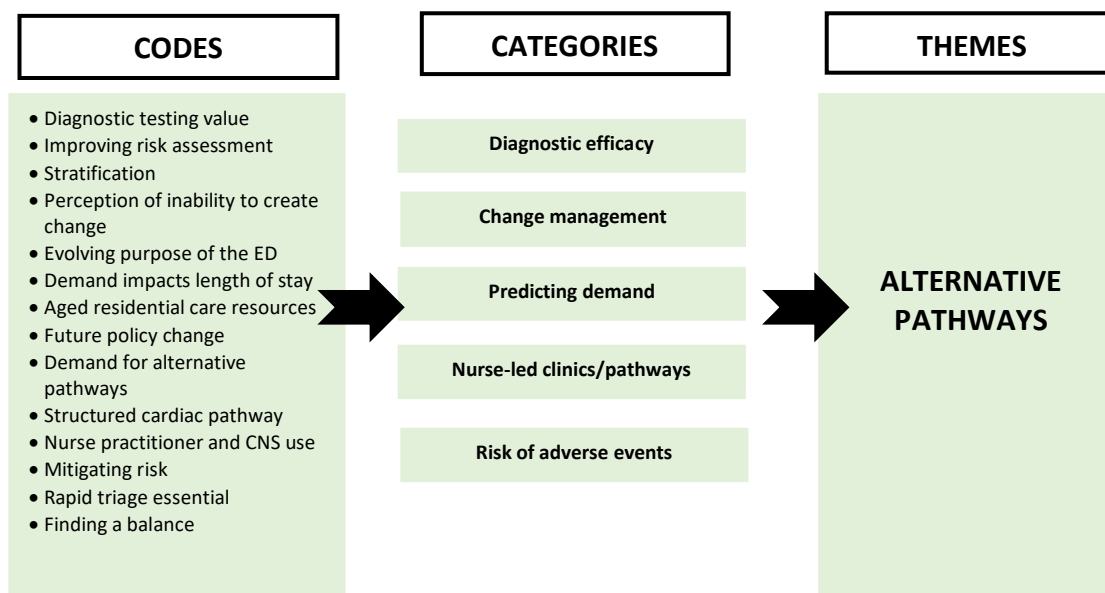 CODES
• Diagnostic testing value
• Improving risk assessment
• Stratification
• Perception of inability to create
change
• Evolving purpose of the ED
• Demand impacts length of stay
• Aged residential care resources
• Future policy change
• Demand for alternative
pathways
• Structured cardiac pathway
• Nurse practitioner and CNS use
• Mitigating risk
• Rapid triage essential
• Finding a balance
CATEGORIES
Diagnostic efficacy
Change management
Predicting demand
Nurse-led clinics/pathways
Risk of adverse events
THEMES
ALTERNATIVE
PATHWAYS